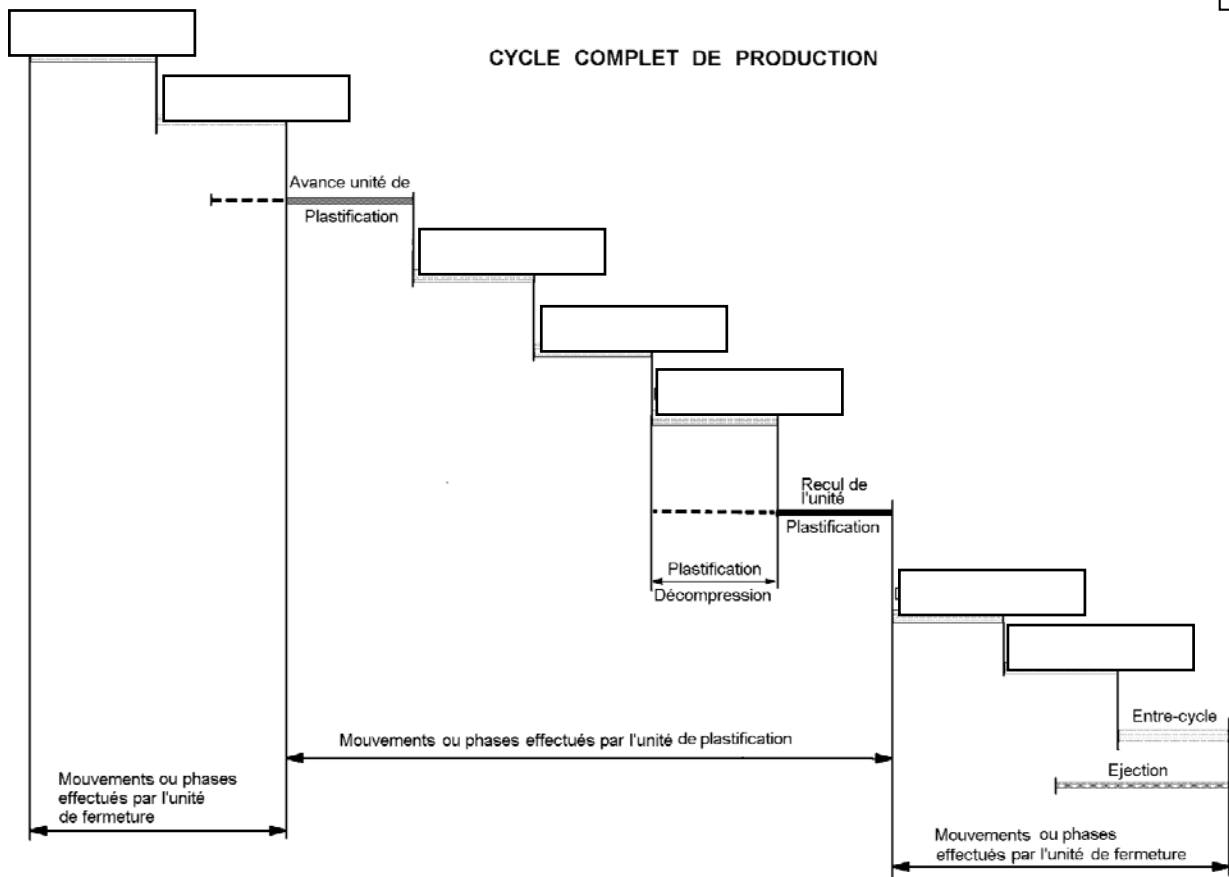 CYCLE COMPLET DE PRODUCTION
Avance unité de
Plastification
Recul de
l'unité
Plastification
Plastification
Décompression
Entre-cycle
Mouvements ou phases effectués par l'unité de plastification
Ejection
Mouvements ou phases
effectués par l'unité
de fermeture
Mouvements ou phases
effectués par l'unité de fermeture